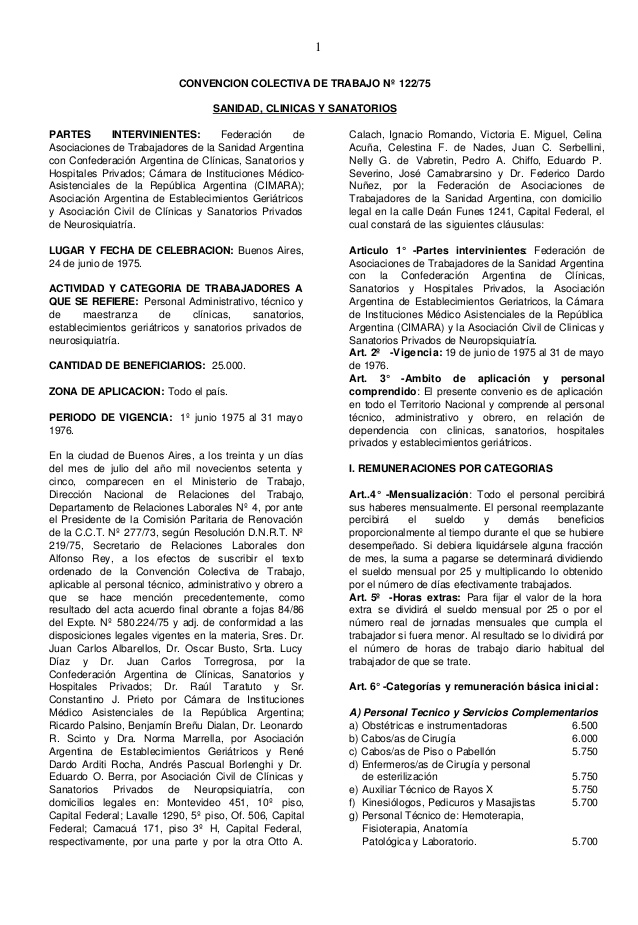 1
CONVENCION COLECTIVA DE TRABAJO Nº 122/75
SANIDAD, CLINICAS Y SANATORIOS
PARTES INTERVINIENTES: Federación de
Asociaciones de Trabajadores de la Sanidad Argentina
con Confederación Argentina de Clínicas, Sanatorios y
Hospitales Privados; Cámara de Instituciones Médico-
Asistenciales de la República Argentina (CIMARA);
Asociación Argentina de Establecimientos Geriátricos
y Asociación Civil de Clínicas y Sanatorios Privados
de Neurosiquiatría.
LUGAR Y FECHA DE CELEBRACION: Buenos Aires,
24 de junio de 1975.
ACTIVIDAD Y CATEGORIA DE TRABAJADORES A
QUE SE REFIERE: Personal Administrativo, técnico y
de maestranza de clínicas, sanatorios,
establecimientos geriátricos y sanatorios privados de
neurosiquiatría.
CANTIDAD DE BENEFICIARIOS: 25.000.
ZONA DE APLICACION: Todo el país.
PERIODO DE VIGENCIA: 1º junio 1975 al 31 mayo
1976.
En la ciudad de Buenos Aires, a los treinta y un días
del mes de julio del año mil novecientos setenta y
cinco, comparecen en el Ministerio de Trabajo,
Dirección Nacional de Relaciones del Trabajo,
Departamento de Relaciones Laborales Nº 4, por ante
el Presidente de la Comisión Paritaria de Renovación
de la C.C.T. Nº 277/73, según Resolución D.N.R.T. Nº
219/75, Secretario de Relaciones Laborales don
Alfonso Rey, a los efectos de suscribir el texto
ordenado de la Convención Colectiva de Trabajo,
aplicable al personal técnico, administrativo y obrero a
que se hace mención precedentemente, como
resultado del acta acuerdo final obrante a fojas 84/86
del Expte. Nº 580.224/75 y adj. de conformidad a las
disposiciones legales vigentes en la materia, Sres. Dr.
Juan Carlos Albarellos, Dr. Oscar Busto, Srta. Lucy
Díaz y Dr. Juan Carlos Torregrosa, por la
Confederación Argentina de Clínicas, Sanatorios y
Hospitales Privados; Dr. Raúl Taratuto y Sr.
Constantino J. Prieto por Cámara de Instituciones
Médico Asistenciales de la República Argentina;
Ricardo Palsino, Benjamín Breñu Dialan, Dr. Leonardo
R. Scinto y Dra. Norma Marrella, por Asociación
Argentina de Establecimientos Geriátricos y René
Dardo Arditi Rocha, Andrés Pascual Borlenghi y Dr.
Eduardo O. Berra, por Asociación Civil de Clínicas y
Sanatorios Privados de Neuropsiquiatría, con
domicilios legales en: Montevideo 451, 10º piso,
Capital Federal; Lavalle 1290, 5º piso, Of. 506, Capital
Federal; Camacuá 171, piso 3º H, Capital Federal,
respectivamente, por una parte y por la otra Otto A.
Calach, Ignacio Romando, Victoria E. Miguel, Celina
Acuña, Celestina F. de Nades, Juan C. Serbellini,
Nelly G. de Vabretin, Pedro A. Chiffo, Eduardo P.
Severino, José Camabrarsino y Dr. Federico Dardo
Nuñez, por la Federación de Asociaciones de
Trabajadores de la Sanidad Argentina, con domicilio
legal en la calle Deán Funes 1241, Capital Federal, el
cual constará de las siguientes cláusulas:
Articulo 1° -Partes intervinientes: Federación de
Asociaciones de Trabajadores de la Sanidad Argentina
con la Confederación Argentina de Clínicas,
Sanatorios y Hospitales Privados, la Asociación
Argentina de Establecimientos Geriatricos, la Cámara
de Instituciones Médico Asistenciales de la República
Argentina (CIMARA) y la Asociación Civil de Clinicas y
Sanatorios Privados de Neuropsiquiatría.
Art. 2º -Vigencia: 19 de junio de 1975 al 31 de mayo
de 1976.
Art. 3° -Ambito de aplicación y personal
comprendido: El presente convenio es de aplicación
en todo el Territorio Nacional y comprende al personal
técnico, administrativo y obrero, en relación de
dependencia con clinicas, sanatorios, hospitales
privados y establecimientos geriátricos.
I. REMUNERACIONES POR CATEGORIAS
Art..4° -Mensualización: Todo el personal percibirá
sus haberes mensualmente. El personal reemplazante
percibirá el sueldo y demás beneficios
proporcionalmente al tiempo durante el que se hubiere
desempeñado. Si debiera liquidársele alguna fracción
de mes, la suma a pagarse se determinará dividiendo
el sueldo mensual por 25 y multiplicando lo obtenido
por el número de días efectivamente trabajados.
Art. 5º -Horas extras: Para fijar el valor de la hora
extra se dividirá el sueldo mensual por 25 o por el
número real de jornadas mensuales que cumpla el
trabajador si fuera menor. Al resultado se lo dividirá por
el número de horas de trabajo diario habitual del
trabajador de que se trate.
Art. 6° -Categorías y remuneración básica inicial:
A) Personal Tecnico y Servicios Complementarios
a) Obstétricas e instrumentadoras 6.500
b) Cabos/as de Cirugía 6.000
c) Cabos/as de Piso o Pabellón 5.750
d) Enfermeros/as de Cirugía y personal
de esterilización 5.750
e) Auxiliar Técnico de Rayos X 5.750
f) Kinesiólogos, Pedicuros y Masajistas 5.700
g) Personal Técnico de: Hemoterapia,
Fisioterapia, Anatomía
Patológica y Laboratorio. 5.700